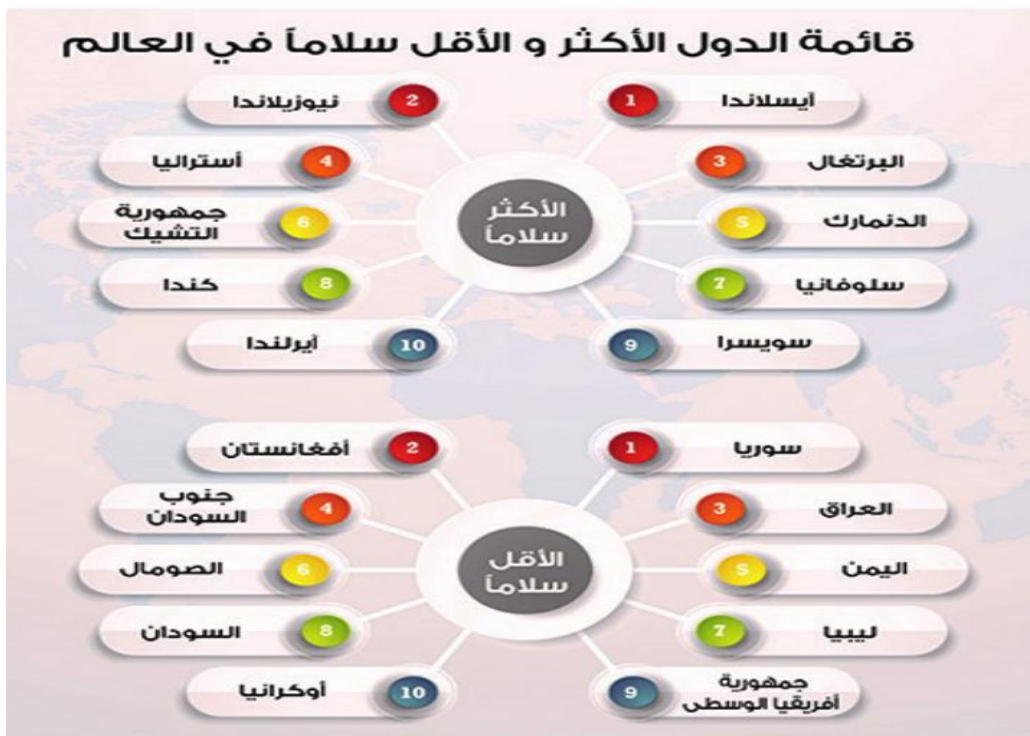 قائمة الدول الأكثر و الأقل سلاماً في العالم
1
آيسلاندا
2
نيوزيلاندا
3
البرتغال
4
أستراليا
5
الدنمارك
6
جمهورية
التشيك
7
سلوفانيا
8
كندا
9
سويسرا
10
آيرلندا
الأكثر
سلاماً
1
سوريا
2
أفغانستان
3
العراق
4
جنوب
السودان
5
اليمن
6
الصومال
7
ليبيا
8
السودان
9
جمهورية
أفريقيا الوسطى
10
أوكرانيا
الأقل
سلاماً